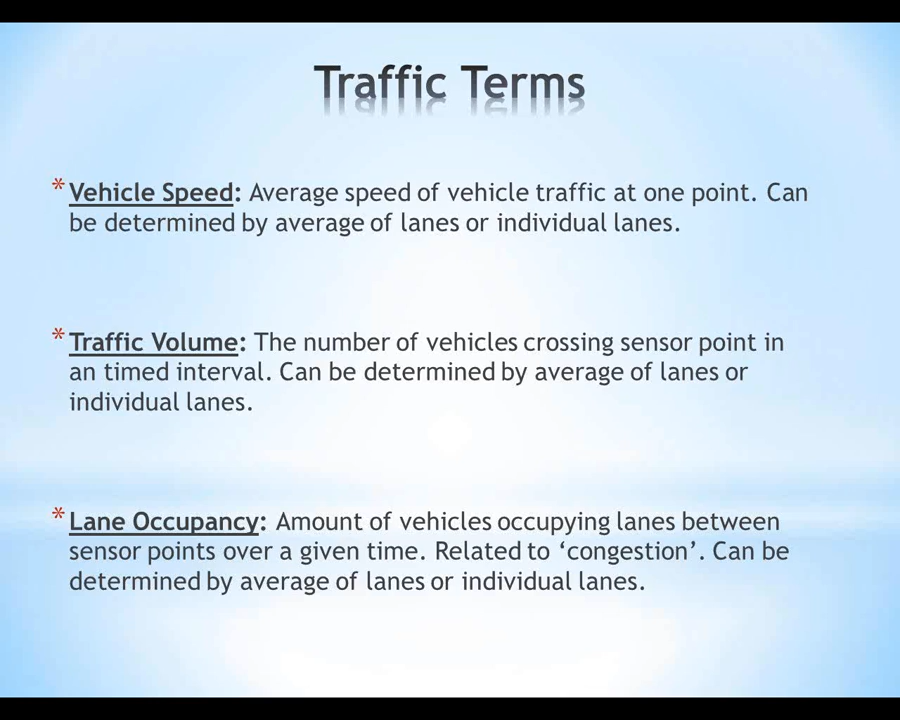 Traffic Terms
* Vehicle Speed: Average speed of vehicle traffic at one point. Can
be determined by average of lanes or individual lanes.
* Traffic Volume: The number of vehicles crossing sensor point in
an timed interval. Can be determined by average of lanes or
individual lanes.
* Lane Occupancy: Amount of vehicles occupying lanes between
sensor points over a given time. Related to ‘congestion’. Can be
determined by average of lanes or individual lanes.